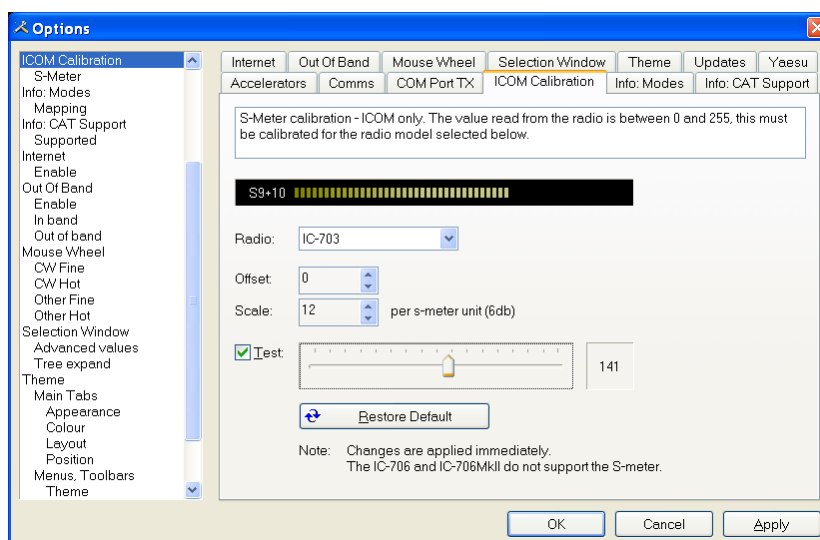 Options
ICOM Calibration
S-Meter
Info: Modes
Mapping
Info: CAT Support
Supported
Internet
Enable
Out Of Band
Enable
In band
Out of band
Mouse Wheel
CW Fine
CW Hot
Other Fine
Other Hot
Selection Window
Advanced values
Tree expand
Theme
Main Tabs
Appearance
Colour
Layout
Position
Menus, Toolbars
Theme
Internet Out Of Band Mouse Wheel Selection Window Theme Updates Yaesu
Accelerators Comms COM Port TX ICOM Calibration Info: Modes Info: CAT Support
S-Meter calibration - ICOM only. The value read from the radio is between 0 and 255, this must
be calibrated for the radio model selected below.
S9+10
Radio: IC-703
Offset: 0
Scale: 12 per s-meter unit (6db)
Test: 141
Restore Default
Note: Changes are applied immediately.
The IC-706 and IC-706MkII do not support the S-meter.
OK Cancel Apply